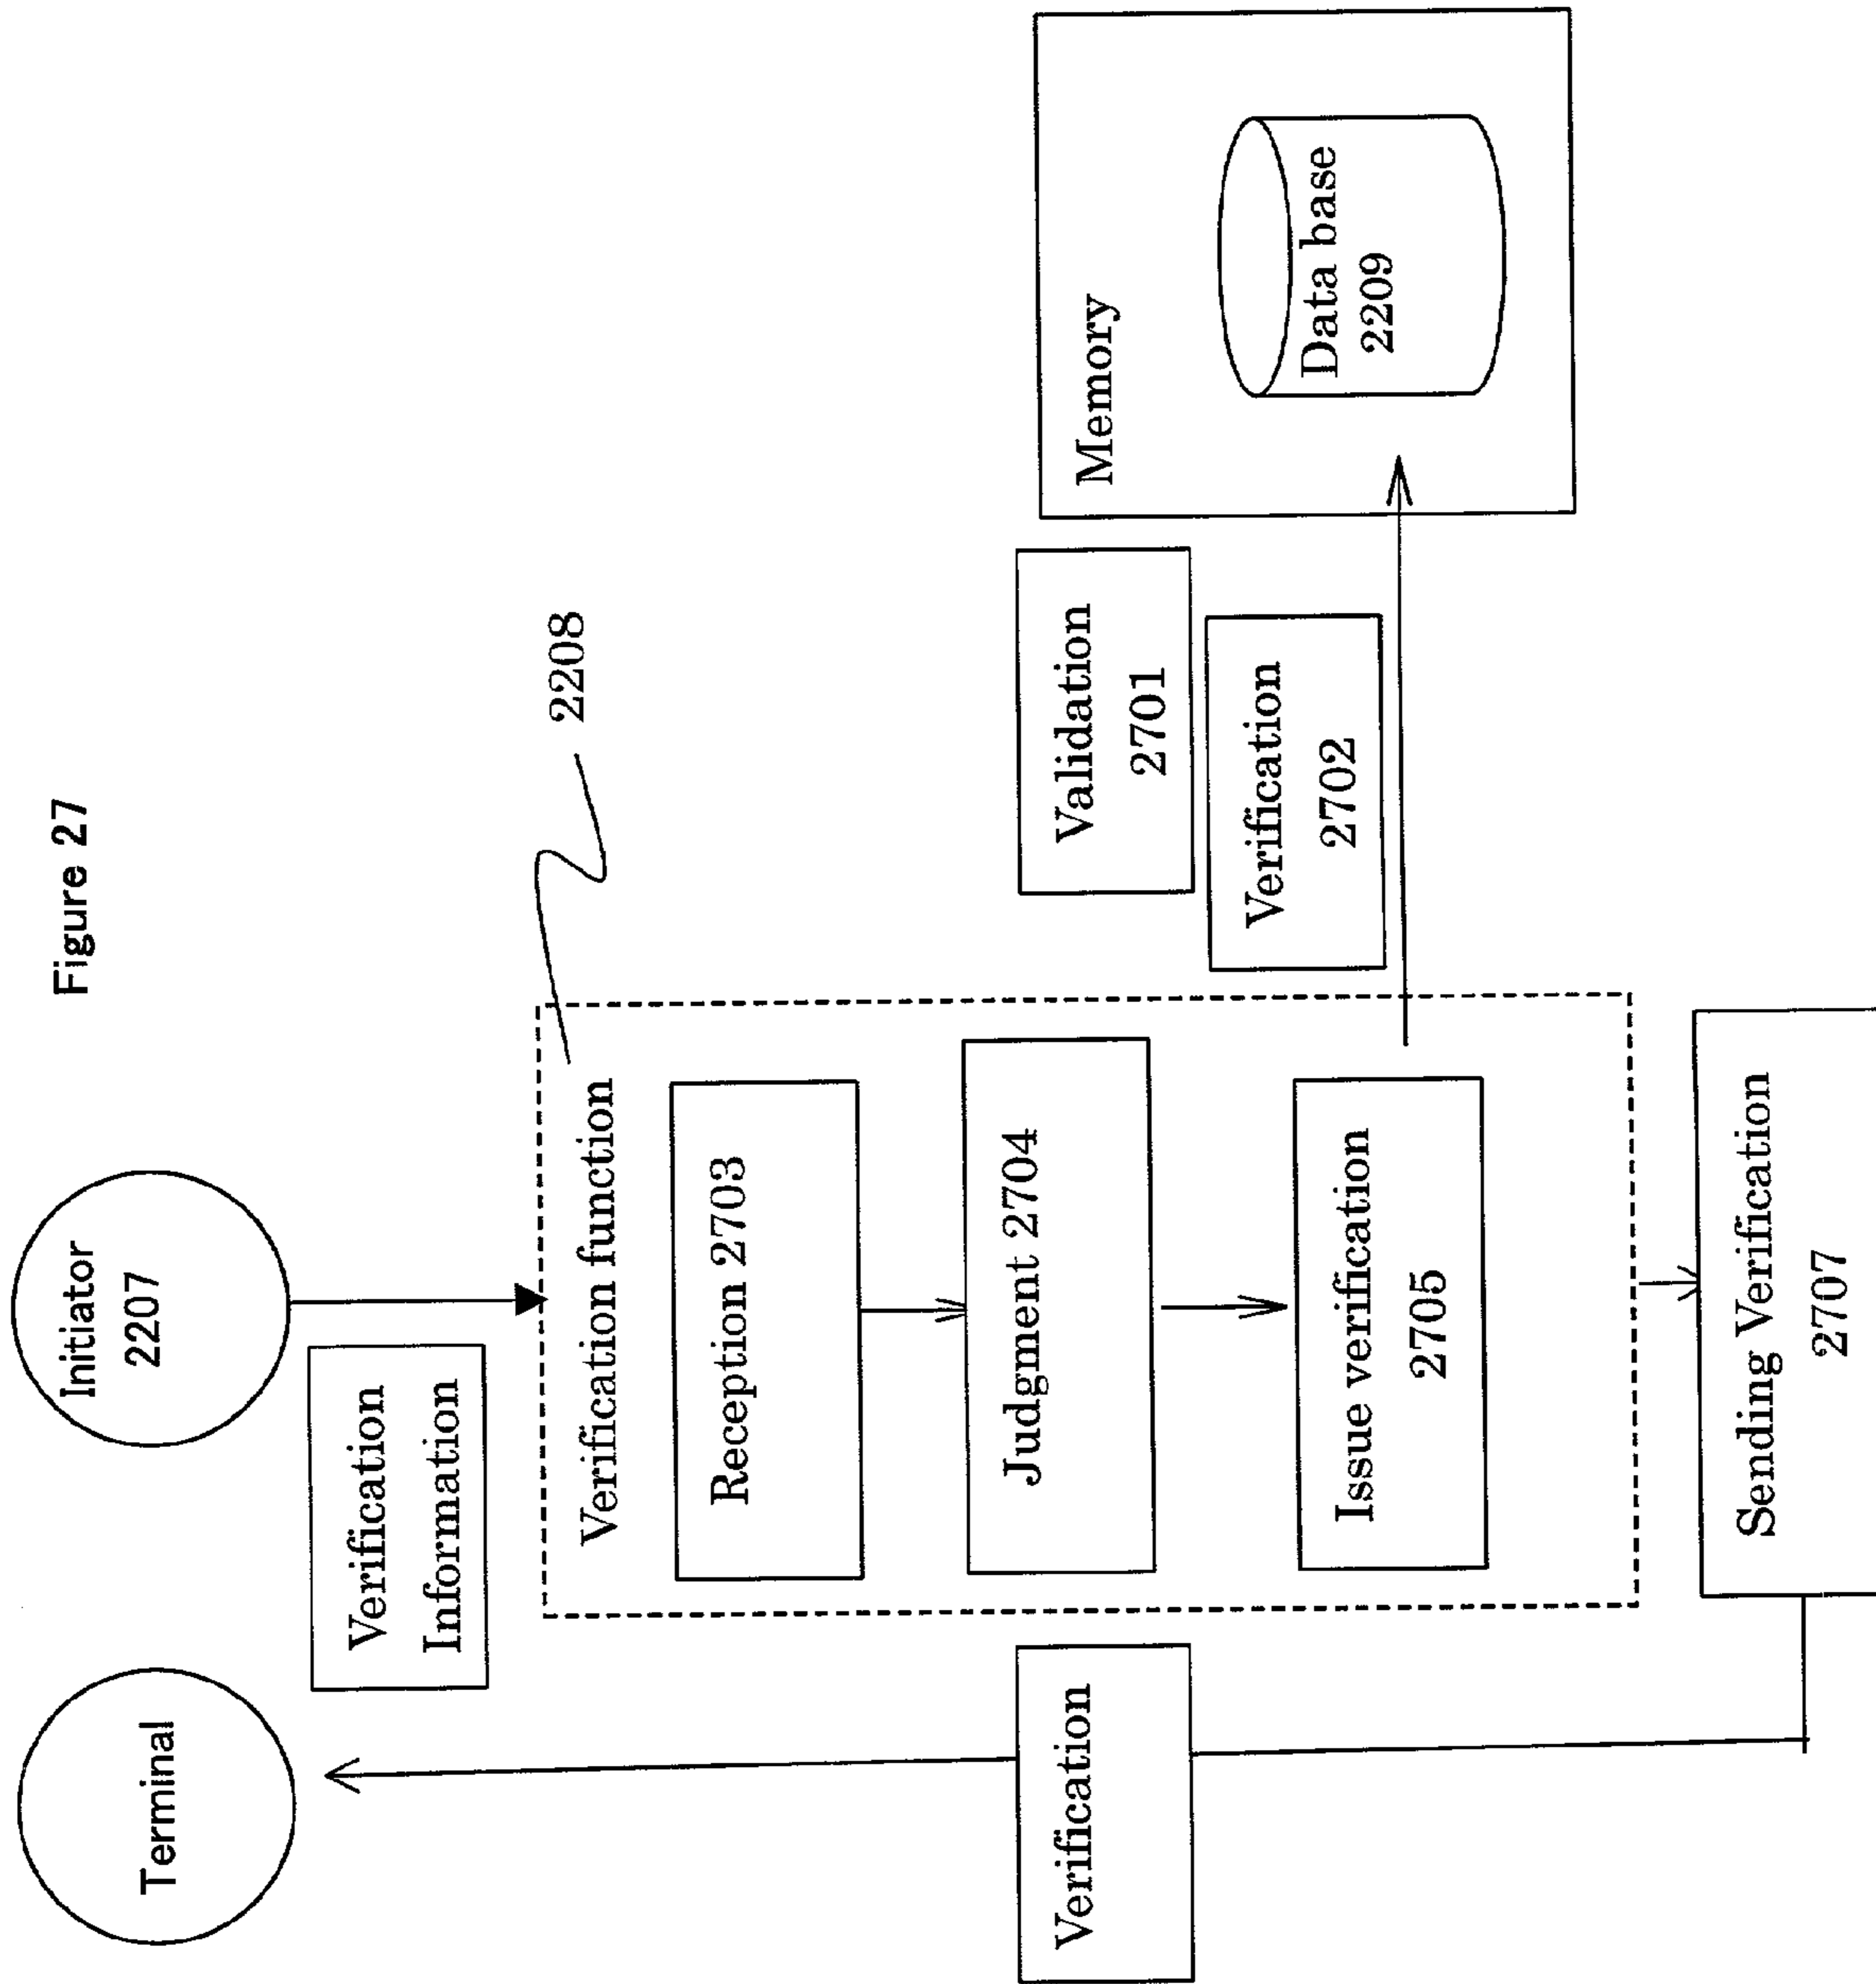 Figure 27
Terminal
Initiator
2207
Verification
Information
2208
Verification function
Reception 2703
Judgment 2704
Issue verification
2705
Verification
Validation
2701
Verification
2702
Memory
Data base
2209
Sending Verification
2707